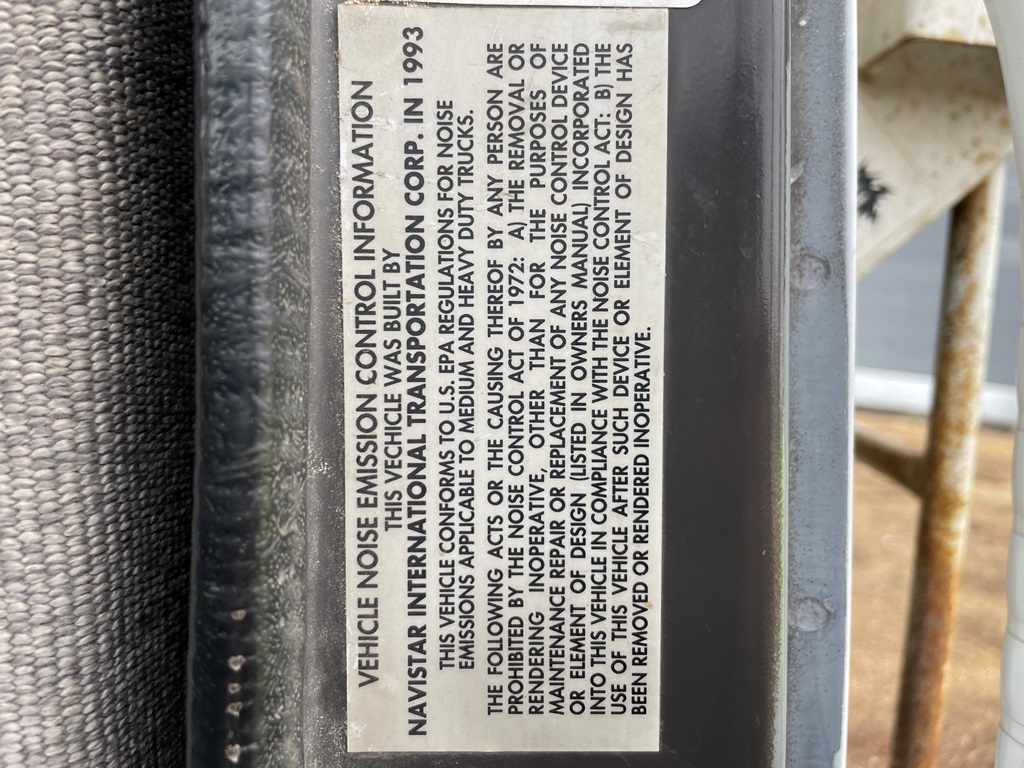 VEHICLE NOISE EMISSION CONTROL INFORMATION
THIS VECHICLE WAS BUILT BY
NAVISTAR INTERNATIONAL TRANSPORTATION CORP. IN 1993
THIS VEHICLE CONFORMS TO U.S. EPA REGULATIONS FOR NOISE
EMISSIONS APPLICABLE TO MEDIUM AND HEAVY DUTY TRUCKS.
THE FOLLOWING ACTS OR THE CAUSING THEREOF BY ANY PERSON ARE
PROHIBITED BY THE NOISE CONTROL ACT OF 1972: A) THE REMOVAL OR
RENDERING INOPERATIVE, OTHER THAN FOR THE PURPOSES OF
MAINTENANCE REPAIR OR REPLACEMENT OF ANY NOISE CONTROL DEVICE
OR ELEMENT OF DESIGN (LISTED IN OWNERS MANUAL) INCORPORATED
INTO THIS VEHICLE IN COMPLIANCE WITH THE NOISE CONTROL ACT: B) THE
USE OF THIS VEHICLE AFTER SUCH DEVICE OR ELEMENT OF DESIGN HAS
BEEN REMOVED OR RENDERED INOPERATIVE.